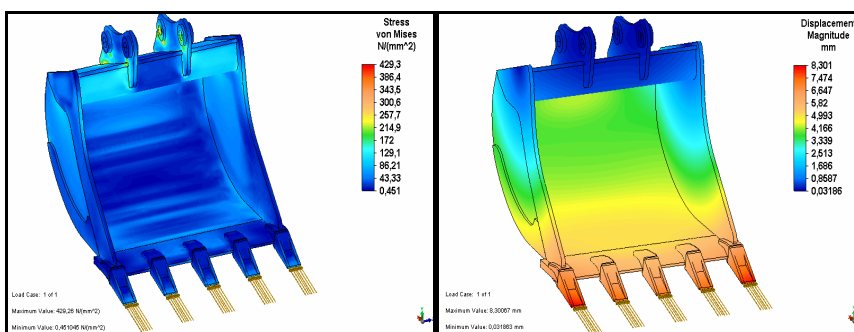 Stress
von Mises
N/(mm^2)
429,3
386,4
343,5
300,6
257,7
214,9
172
129,1
86,21
43,33
0,451
Load Case: 1 of 1
Maximum Value: 429,26 N/(mm^2)
Minimum Value: 0,451045 N/(mm^2)
Displacement
Magnitude
mm
8,301
7,474
6,647
5,82
4,993
4,166
3,339
2,513
1,686
0,8587
0,03186
Load Case: 1 of 1
Maximum Value: 8,30067 mm
Minimum Value: 0,031863 mm